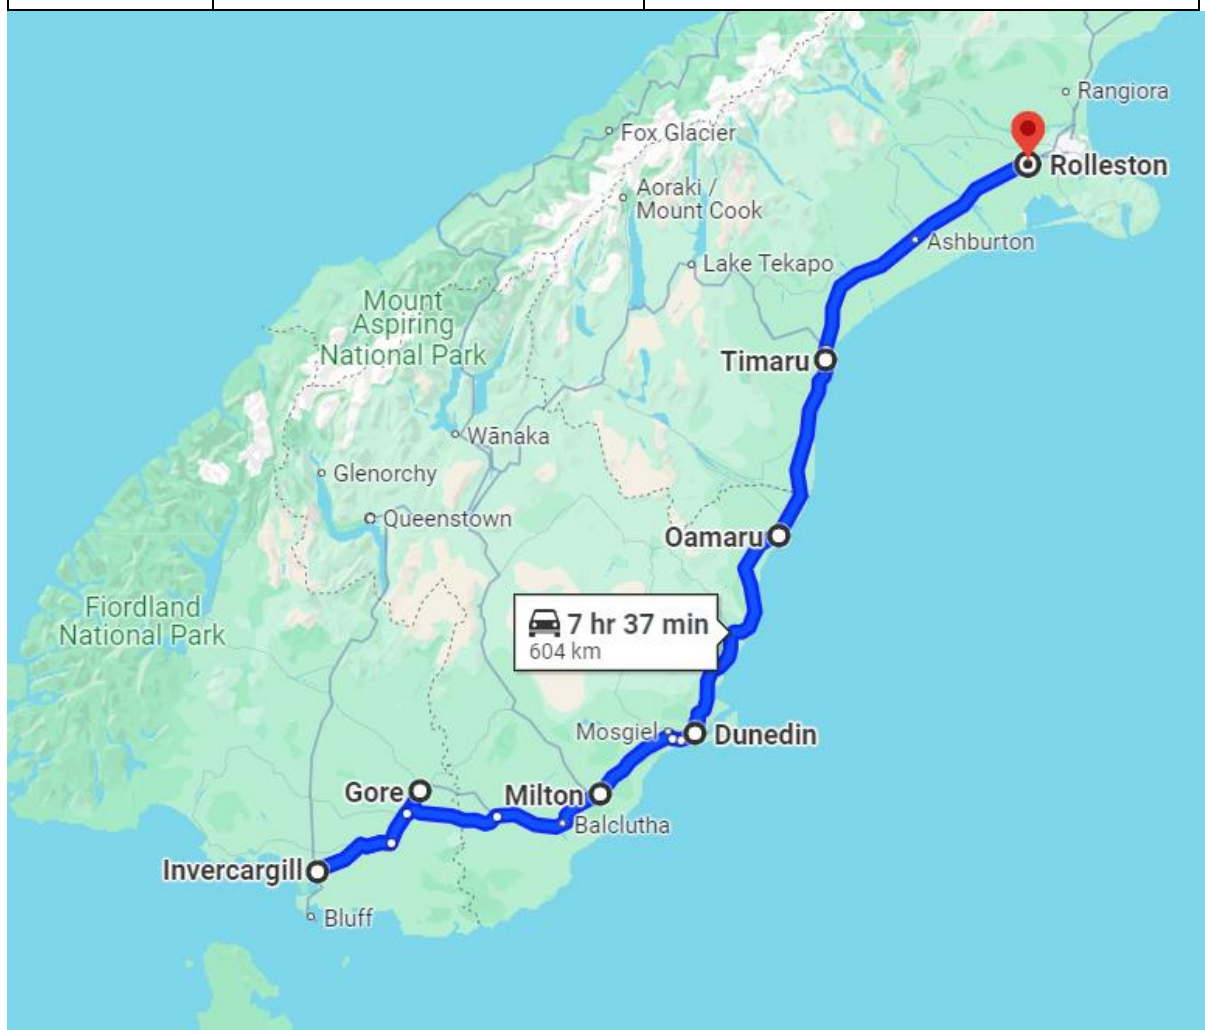 Rangiora
Fox Glacier
Rolleston
Aoraki /
Mount Cook
Ashburton
Lake Tekapo
Mount
Aspiring
National Park
Timaru
Wānaka
Glenorchy
Queenstown
Oamaru
Fiordland
National Park
7 hr 37 min
604 km
Mosgiel
Dunedin
Gore
Milton
Balclutha
Invercargill
Bluff